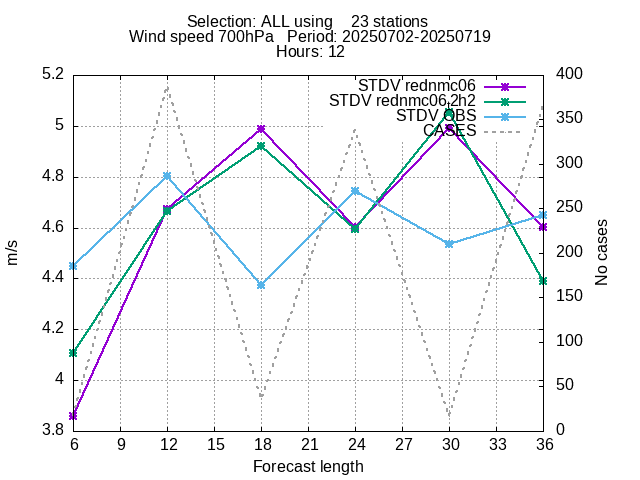 Selection: ALL using 23 stations
Wind speed 700hPa Period: 20250702-20250719
Hours: 12
STDV rednmc06
STDV rednmc06.2h2
STDV OBS
CASES
5.2
5
4.8
4.6
4.4
4.2
4
3.8
400
350
300
250
200
150
100
50
0
m/s
No cases
6 9 12 15 18 21 24 27 30 33 36
Forecast length